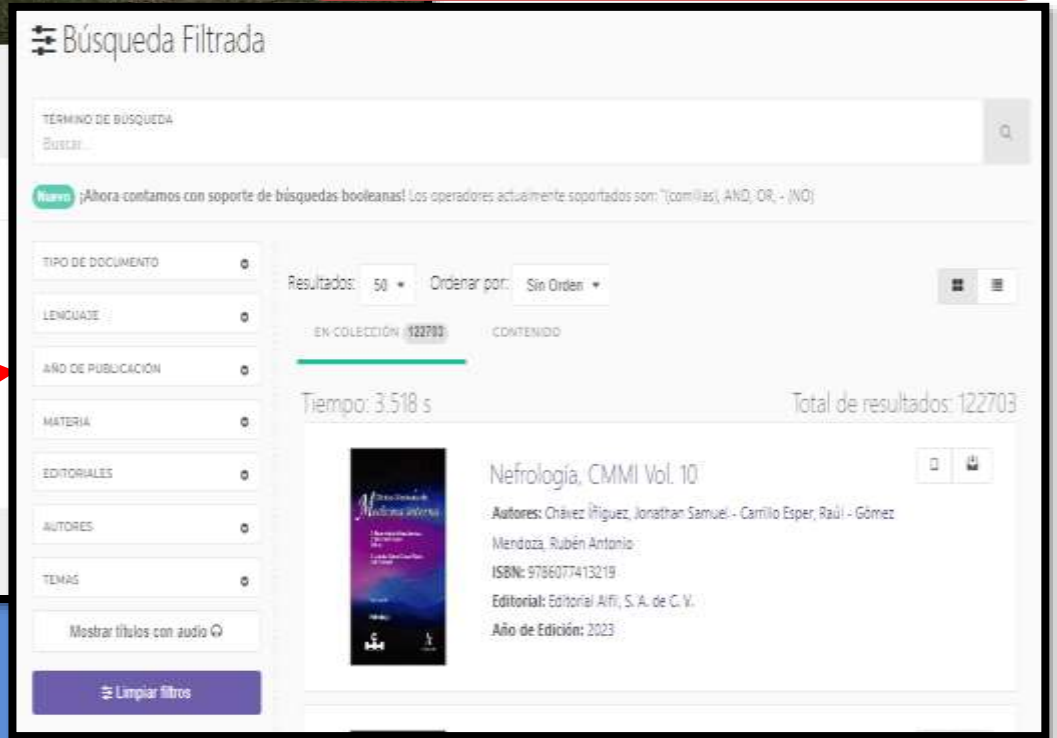 Búsqueda Filtrada
TÉRMINO DE BÚSQUEDA
Buscar...
Nuevo ¡Ahora contamos con soporte de búsquedas booleanas! Los operadores actualmente soportados son: "(comillas), AND, OR, - (NO)
TIPO DE DOCUMENTO
LENGUAJE
AÑO DE PUBLICACIÓN
MATERIA
EDITORIALES
AUTORES
TEMAS
Mostrar títulos con audio
Limpiar filtros
Resultados: 50 Ordenar por: Sin Orden
EN COLECCIÓN 122703 CONTENIDO
Tiempo: 3.518 s Total de resultados: 122703
Medicina Interna
Nefrología, CMMI Vol. 10
Autores: Chávez Íñiguez, Jonathan Samuel - Carrillo Esper, Raúl - Gómez
Mendoza, Rubén Antonio
ISBN: 9786077413219
Editorial: Editorial Alfil, S. A. de C. V.
Año de Edición: 2023